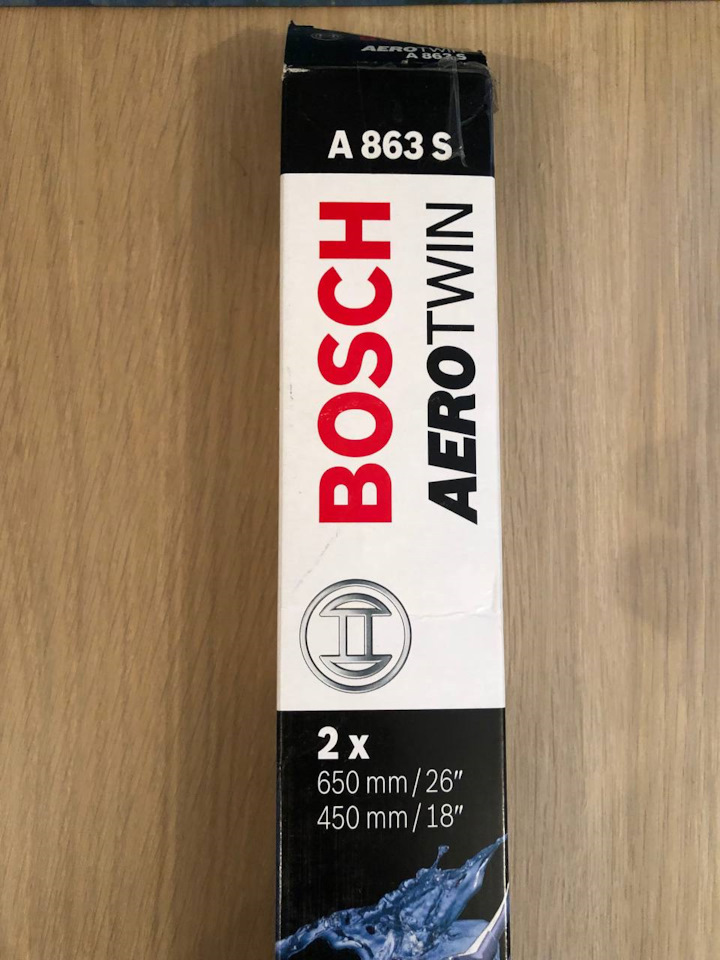 AEROTWIN
A 863 S
A 863 S
BOSCH
AEROTWIN
2 x
650 mm / 26"
450 mm / 18"